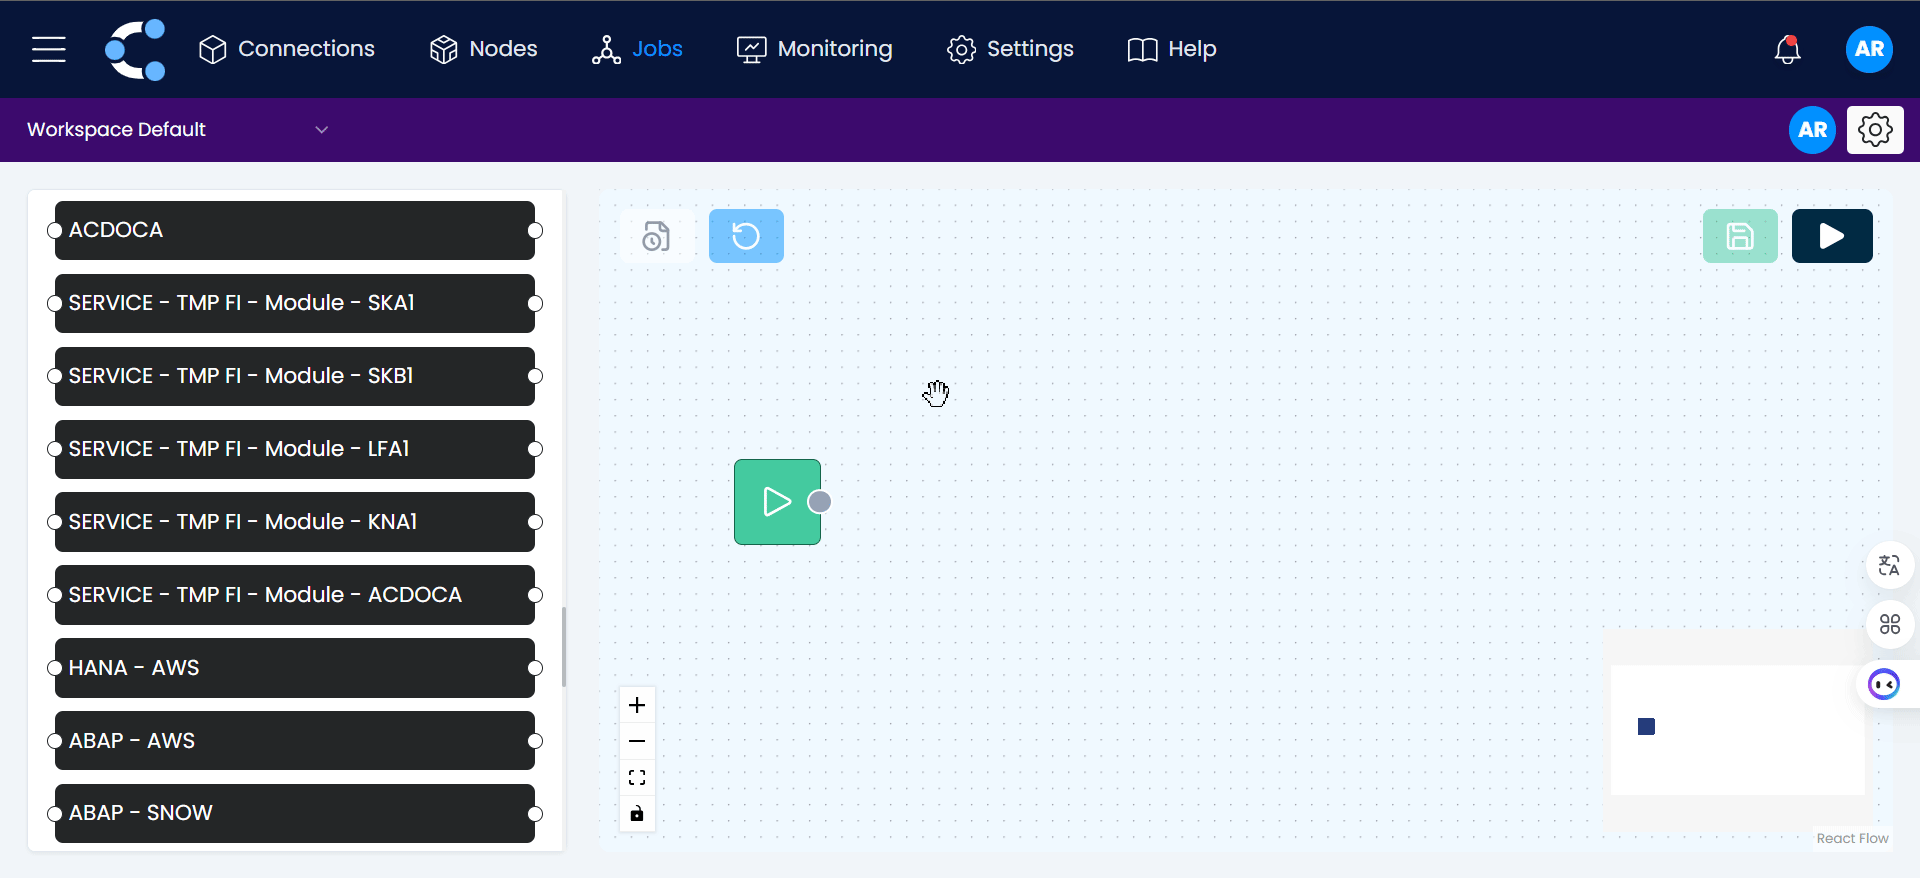 Connections
Nodes
Jobs
Monitoring
Settings
Help
AR
Workspace Default
AR
ACDOCA
SERVICE - TMP FI - Module - SKA1
SERVICE - TMP FI - Module - SKB1
SERVICE - TMP FI - Module - LFA1
SERVICE - TMP FI - Module - KNA1
SERVICE - TMP FI - Module - ACDOCA
HANA - AWS
ABAP - AWS
ABAP - SNOW
React Flow